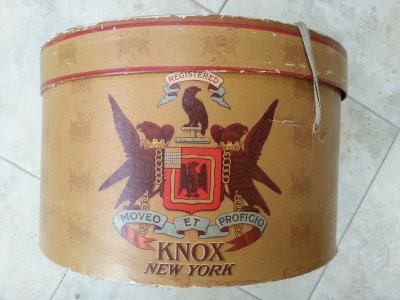 REGISTERED
MOVEO ET PROFICIO
KNOX
NEW YORK